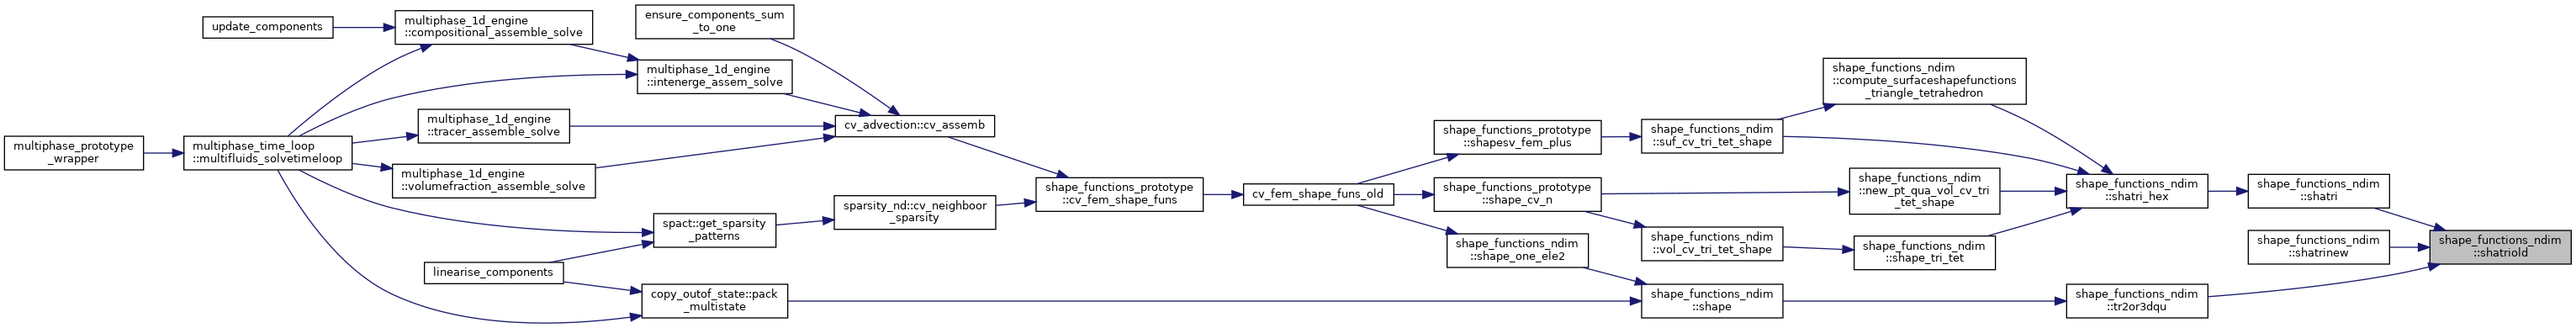 multiphase_prototype
_wrapper
update_components
multiphase_time_loop
::multifluids_solvetimeloop
multiphase_1d_engine
::compositional_assemble_solve
multiphase_1d_engine
::tracer_assemble_solve
multiphase_1d_engine
::volumefraction_assemble_solve
linearise_components
ensure_components_sum
_to_one
multiphase_1d_engine
::intenerge_assem_solve
spact::get_sparsity
_patterns
copy_outof_state::pack
_multistate
cv_advection::cv_assemb
sparsity_nd::cv_neighboor
_sparsity
shape_functions_prototype
::cv_fem_shape_funs
cv_fem_shape_funs_old
shape_functions_prototype
::shapesv_fem_plus
shape_functions_prototype
::shape_cv_n
shape_functions_ndim
::shape_one_ele2
shape_functions_ndim
::suf_cv_tri_tet_shape
shape_functions_ndim
::vol_cv_tri_tet_shape
shape_functions_ndim
::shape
shape_functions_ndim
::compute_surfaceshapefunctions
_triangle_tetrahedron
shape_functions_ndim
::new_pt_qua_vol_cv_tri
_tet_shape
shape_functions_ndim
::shape_tri_tet
shape_functions_ndim
::shatri_hex
shape_functions_ndim
::tr2or3dqu
shape_functions_ndim
::shatri
shape_functions_ndim
::shatrinew
shape_functions_ndim
::shatriold